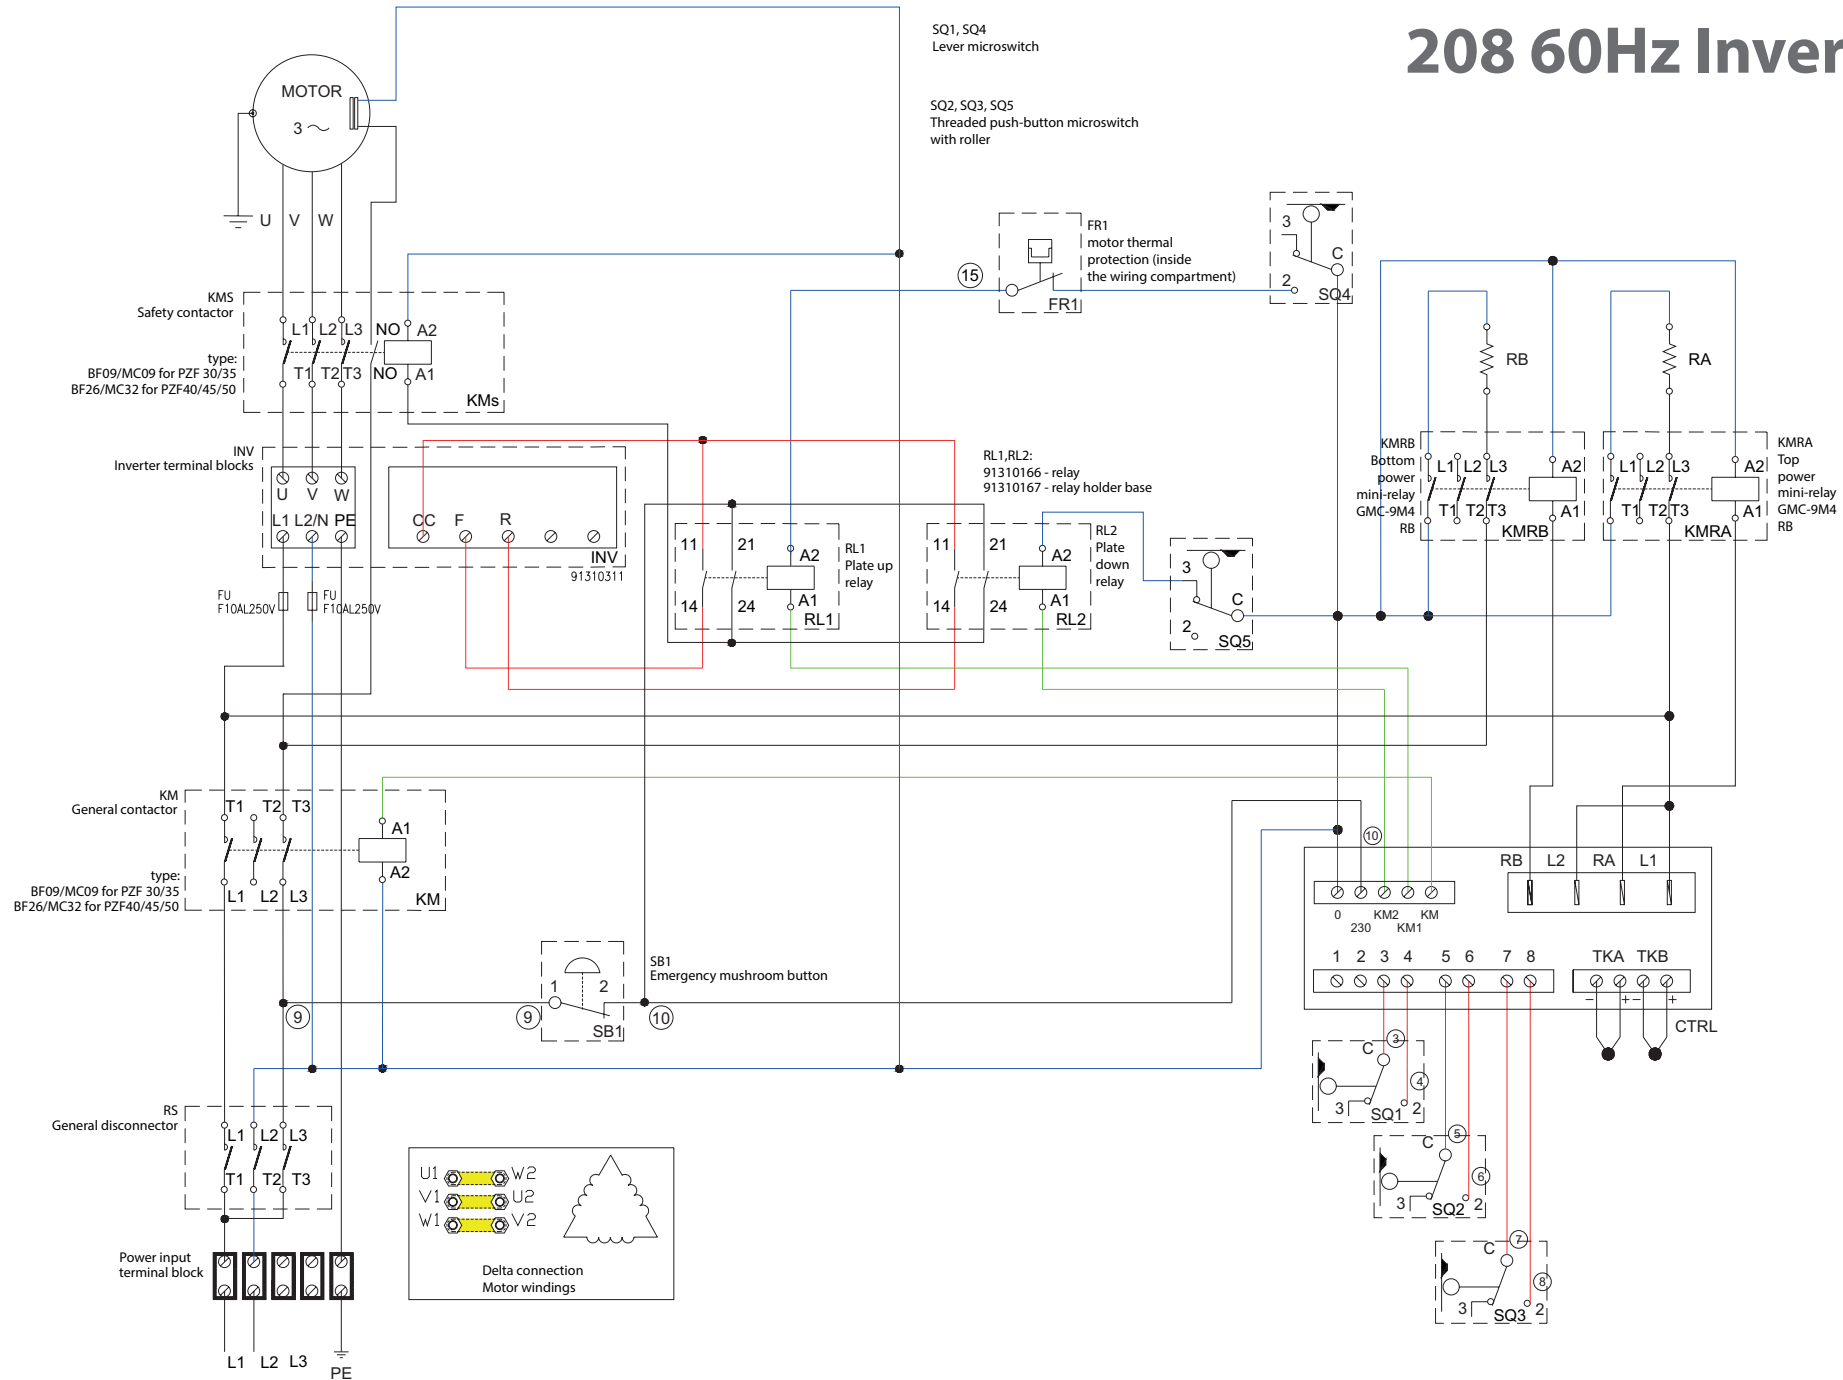 208 60Hz Inver
SQ1, SQ4
Lever microswitch
SQ2, SQ3, SQ5
Threaded push-button microswitch
with roller
MOTOR
3
U V W
FR1
motor thermal
protection (inside
the wiring compartment)
15
FR1
3
C
2
SQ4
KMS
Safety contactor
type:
BF09/MC09 for PZF 30/35
BF26/MC32 for PZF40/45/50
L1 L2 L3 NO A2
T1 T2 T3 NO A1
KMs
RB
RA
INV
Inverter terminal blocks
U V W
L1 L2/N PE
CC F R
INV
91310311
FU
F10AL250V
FU
F10AL250V
RL1,RL2:
91310166 - relay
91310167 - relay holder base
11 21
A2
14 24
A1
RL1
RL1
Plate up
relay
11 21
A2
14 24
A1
RL2
RL2
Plate
down
relay
3
C
2
SQ5
KMRB
Bottom
power
mini-relay
GMC-9M4
RB
L1 L2 L3 A2
T1 T2 T3 A1
KMRB
L1 L2 L3 A2
T1 T2 T3 A1
KMRA
KMRA
Top
power
mini-relay
GMC-9M4
RB
KM
General contactor
type:
BF09/MC09 for PZF 30/35
BF26/MC32 for PZF40/45/50
T1 T2 T3
A1
A2
L1 L2 L3
KM
10
RB L2 RA L1
0 KM2 KM
230 KM1
1 2 3 4 5 6 7 8
TKA TKB
− + − +
CTRL
SB1
Emergency mushroom button
1 2
SB1
9
9
10
C 3
4
3 SQ1 2
C 5
6
3 SQ2 2
C 7
8
3 SQ3 2
RS
General disconnector
L1 L2 L3
T1 T2 T3
U1 W2
V1 U2
W1 V2
Delta connection
Motor windings
Power input
terminal block
L1 L2 L3
PE